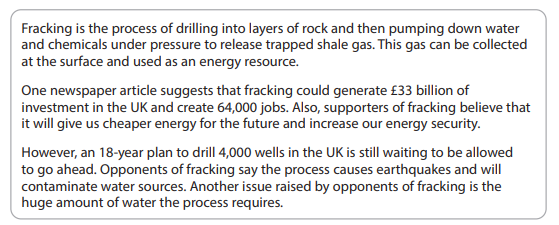 Fracking is the process of drilling into layers of rock and then pumping down water
and chemicals under pressure to release trapped shale gas. This gas can be collected
at the surface and used as an energy resource.
One newspaper article suggests that fracking could generate £33 billion of
investment in the UK and create 64,000 jobs. Also, supporters of fracking believe that
it will give us cheaper energy for the future and increase our energy security.
However, an 18-year plan to drill 4,000 wells in the UK is still waiting to be allowed
to go ahead. Opponents of fracking say the process causes earthquakes and will
contaminate water sources. Another issue raised by opponents of fracking is the
huge amount of water the process requires.